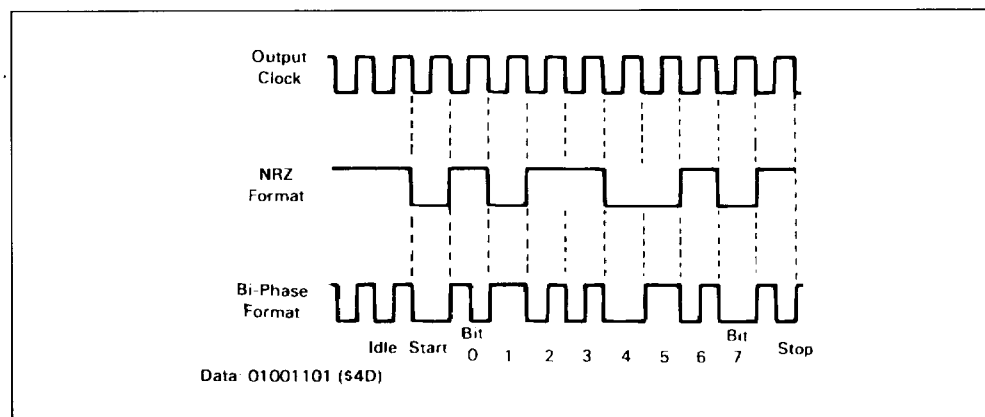 Output
Clock
NRZ
Format
Bi-Phase
Format
Idle Start Bit 0 1 2 3 4 5 6 Bit 7 Stop
Data: 01001101 ($4D)